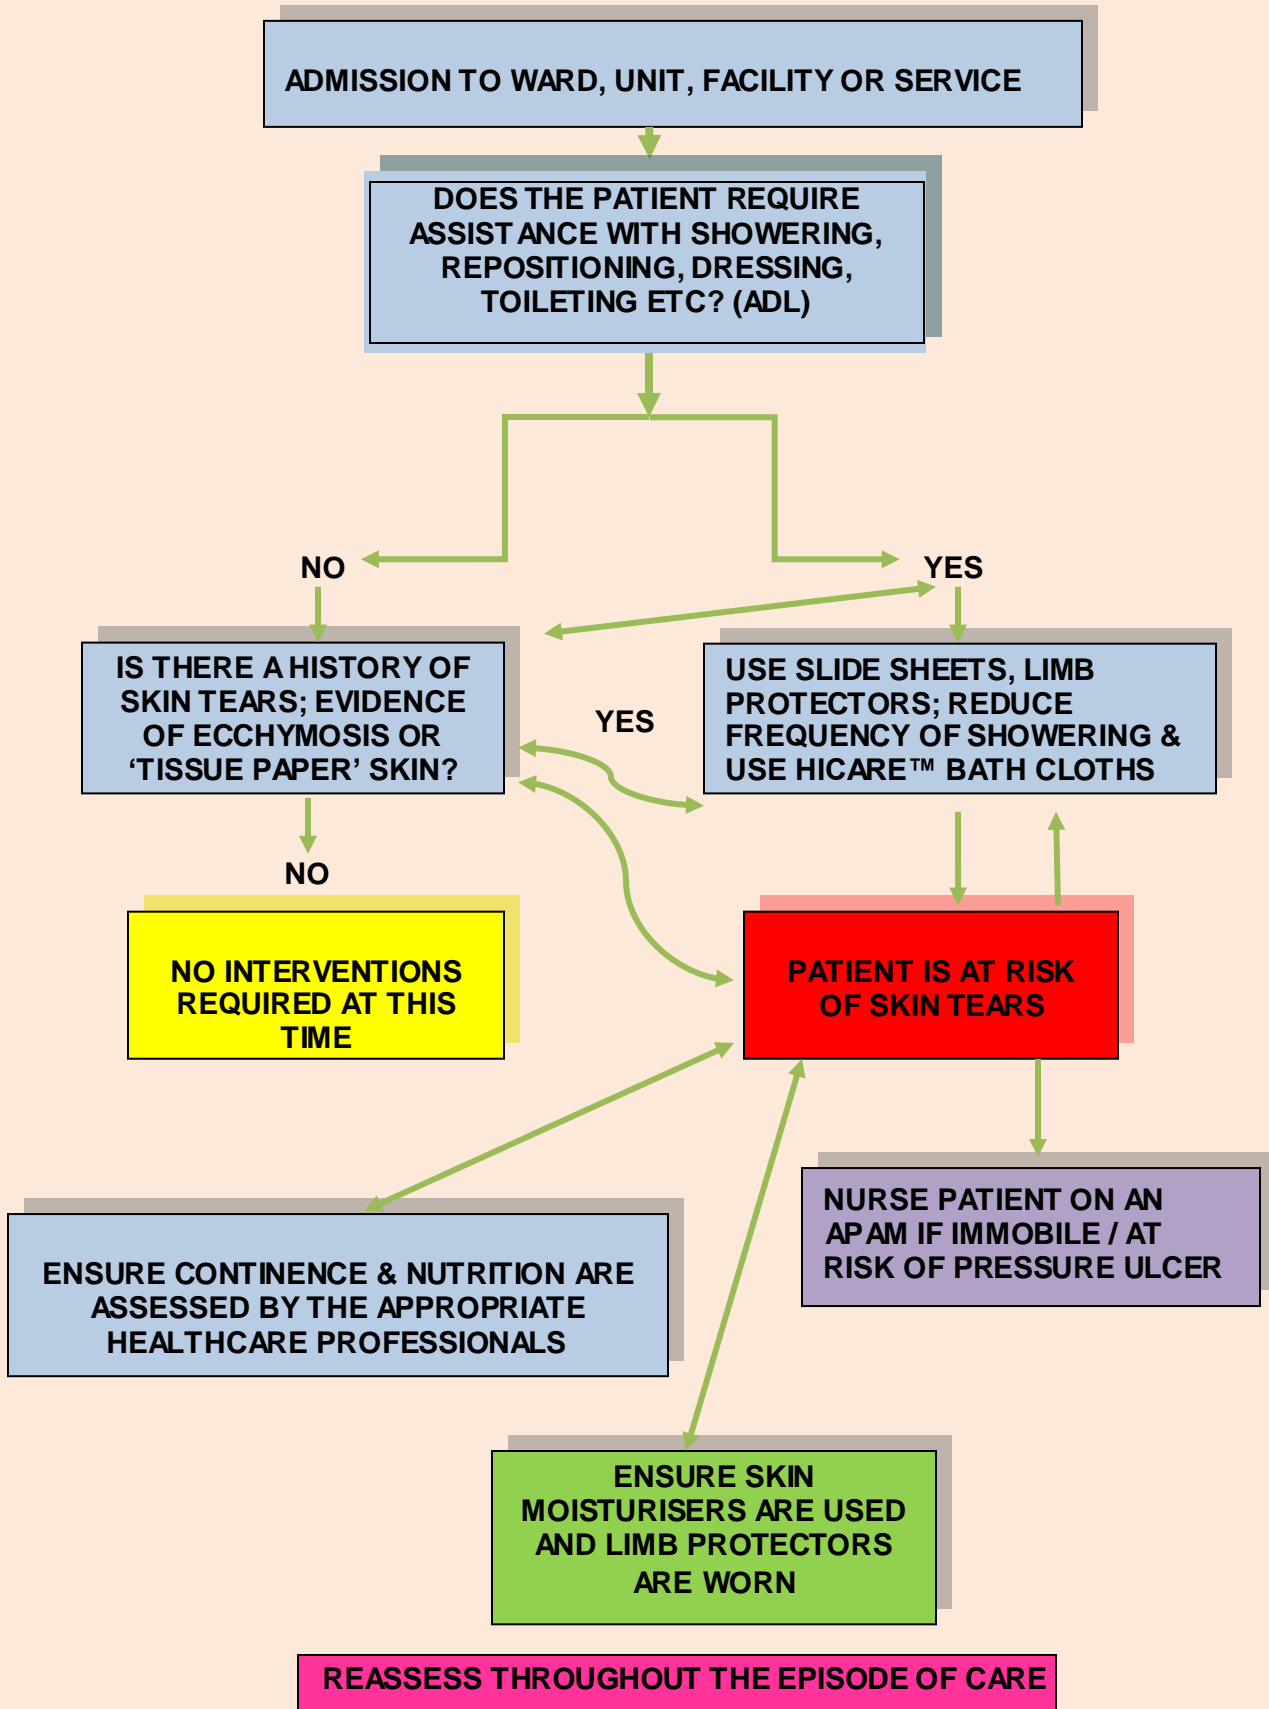 ADMISSION TO WARD, UNIT, FACILITY OR SERVICE
DOES THE PATIENT REQUIRE
ASSISTANCE WITH SHOWERING,
REPOSITIONING, DRESSING,
TOILETING ETC? (ADL)
NO
YES
IS THERE A HISTORY OF
SKIN TEARS; EVIDENCE
OF ECCHYMOSIS OR
‘TISSUE PAPER’ SKIN?
YES
USE SLIDE SHEETS, LIMB
PROTECTORS; REDUCE
FREQUENCY OF SHOWERING &
USE HICARE™ BATH CLOTHS
NO
NO INTERVENTIONS
REQUIRED AT THIS
TIME
PATIENT IS AT RISK
OF SKIN TEARS
NURSE PATIENT ON AN
APAM IF IMMOBILE / AT
RISK OF PRESSURE ULCER
ENSURE CONTINENCE & NUTRITION ARE
ASSESSED BY THE APPROPRIATE
HEALTHCARE PROFESSIONALS
ENSURE SKIN
MOISTURISERS ARE USED
AND LIMB PROTECTORS
ARE WORN
REASSESS THROUGHOUT THE EPISODE OF CARE